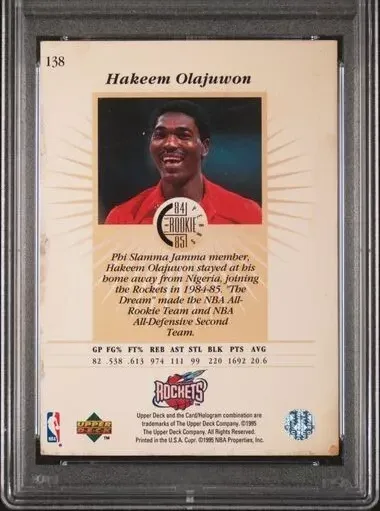 138
Hakeem Olajuwon
84
YEARS
ROOKIE
85
Phi Slamma Jamma member,
Hakeem Olajuwon stayed at his
home away from Nigeria, joining
the Rockets in 1984-85. "The
Dream" made the NBA All-
Rookie Team and NBA
All-Defensive Second
Team.
GP FG% FT% REB AST STL BLK PTS AVG
82 .538 .613 974 111 99 220 1692 20.6
ROCKETS
TM
Upper Deck and the Card/Hologram combination are
trademarks of The Upper Deck Company. ©1995
The Upper Deck Company. All Rights Reserved.
Printed in the U.S.A. Cupr. ©1995 NBA Properties, Inc.
NBA
UPPER
DECK
TM